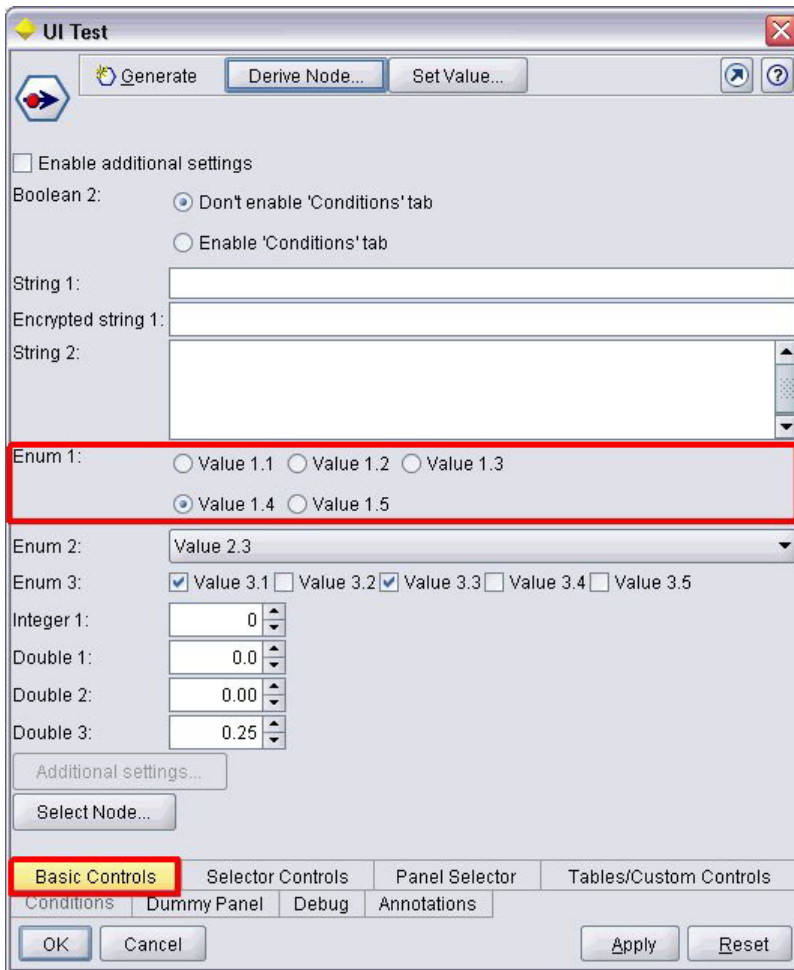 UI Test
Generate Derive Node... Set Value...
Enable additional settings
Boolean 2: Don't enable 'Conditions' tab
Enable 'Conditions' tab
String 1:
Encrypted string 1:
String 2:
Enum 1: Value 1.1 Value 1.2 Value 1.3
Value 1.4 Value 1.5
Enum 2: Value 2.3
Enum 3: Value 3.1 Value 3.2 Value 3.3 Value 3.4 Value 3.5
Integer 1: 0
Double 1: 0.0
Double 2: 0.00
Double 3: 0.25
Additional settings...
Select Node...
Basic Controls Selector Controls Panel Selector Tables/Custom Controls
Conditions Dummy Panel Debug Annotations
OK Cancel Apply Reset